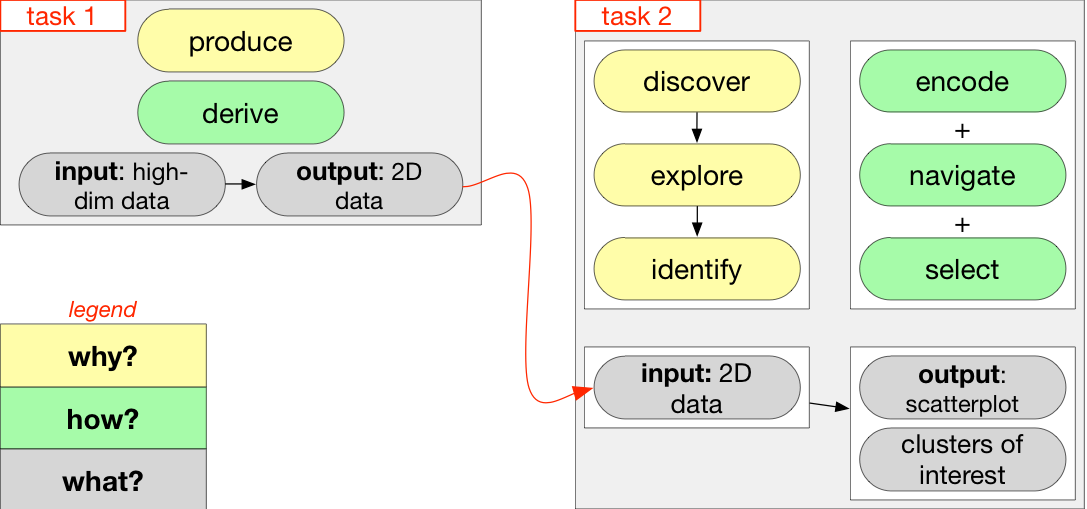 task 1
produce
derive
input: high-
dim data
output: 2D
data
legend
why?
how?
what?
task 2
discover
explore
identify
encode
+
navigate
+
select
input: 2D
data
output:
scatterplot
clusters of
interest